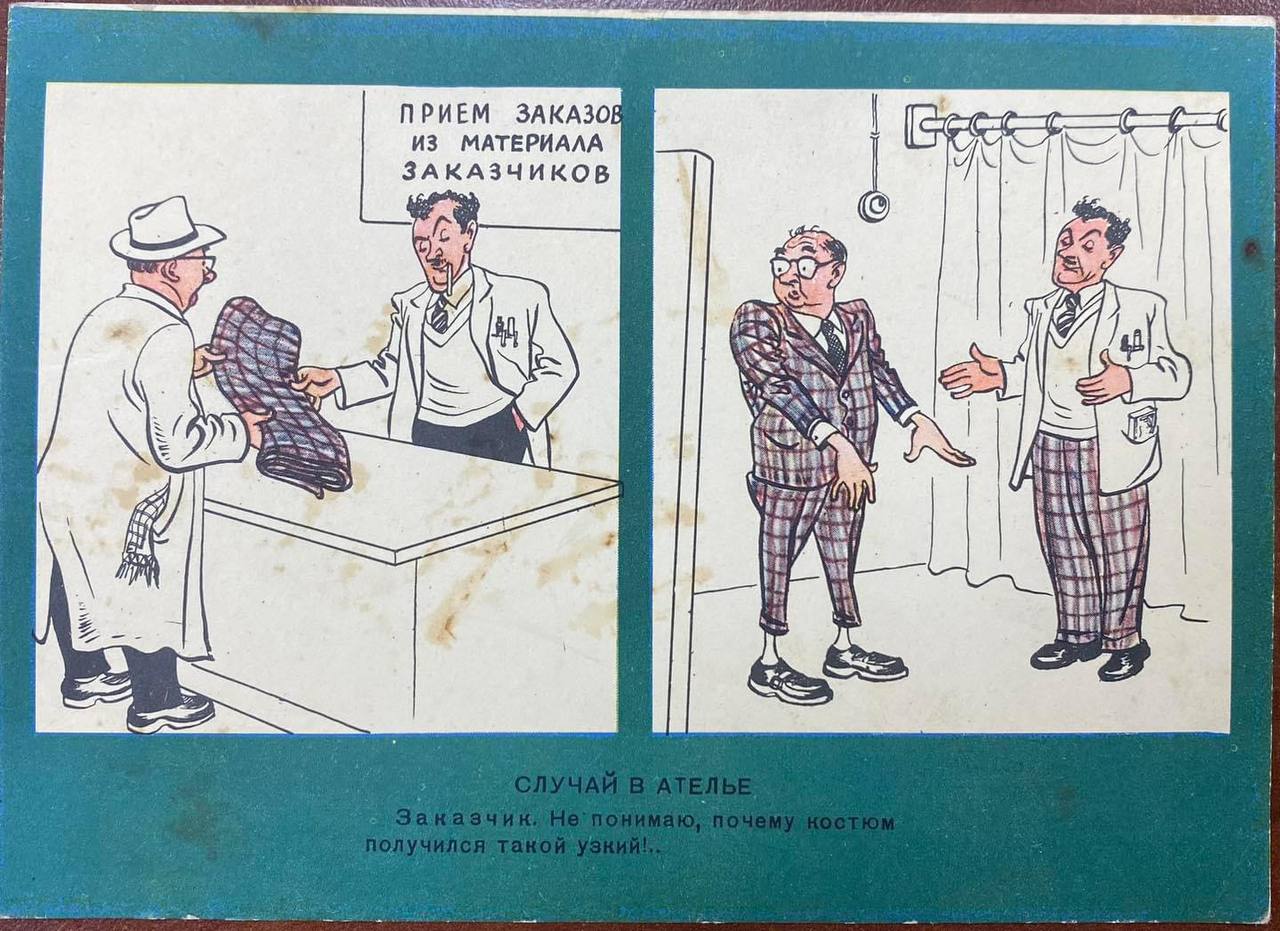 ПРИЕМ ЗАКАЗОВ
ИЗ МАТЕРИАЛА
ЗАКАЗЧИКОВ
СЛУЧАЙ В АТЕЛЬЕ
Заказчик. Не понимаю, почему костюм
получился такой узкий!..